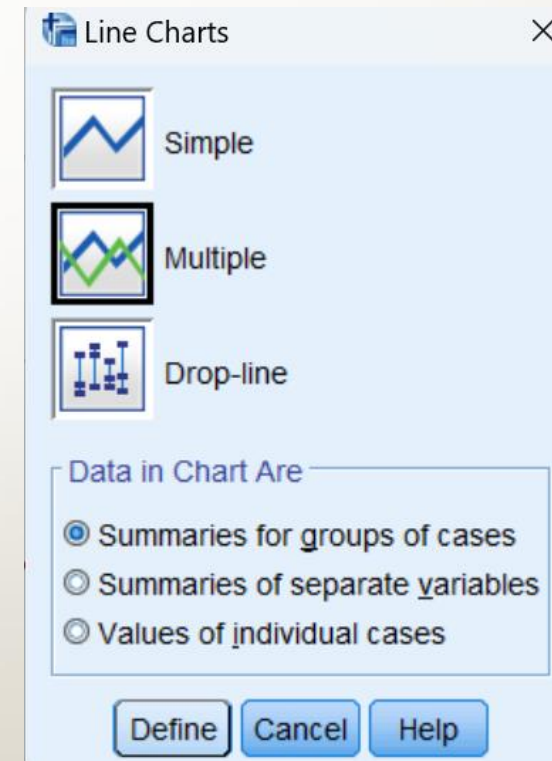 Line Charts
Simple
Multiple
Drop-line
Data in Chart Are
Summaries for groups of cases
Summaries of separate variables
Values of individual cases
Define Cancel Help